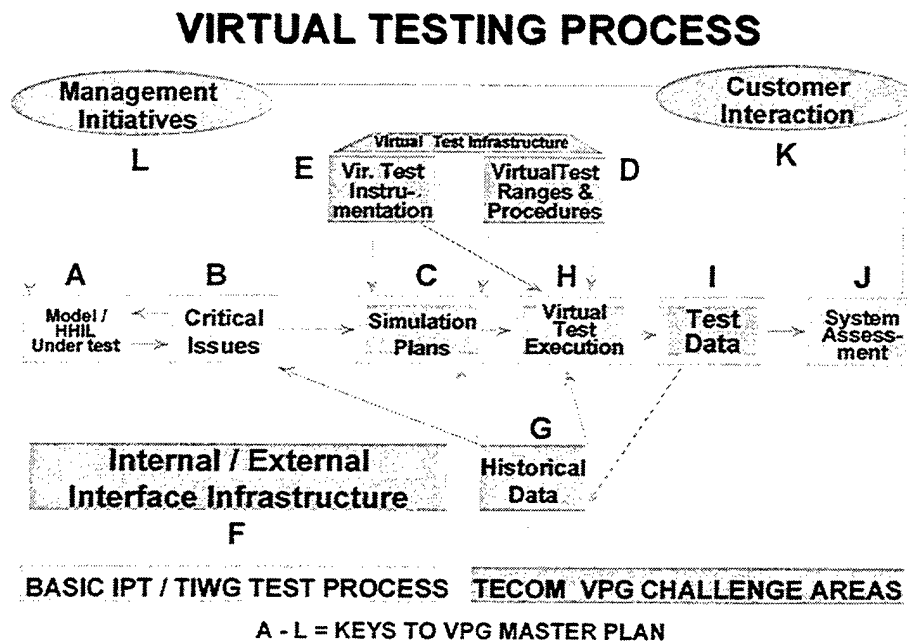 VIRTUAL TESTING PROCESS
Management
Initiatives
L
Customer
Interaction
K
Virtual Test Infrastructure
E
Vir. Test
Instru-
mentation
VirtualTest
Ranges &
Procedures
D
A
Model /
HHIL
Under test
B
Critical
Issues
C
Simulation
Plans
H
Virtual
Test
Execution
I
Test
Data
J
System
Assess-
ment
G
Historical
Data
Internal / External
Interface Infrastructure
F
BASIC IPT / TIWG TEST PROCESS
TECOM VPG CHALLENGE AREAS
A - L = KEYS TO VPG MASTER PLAN